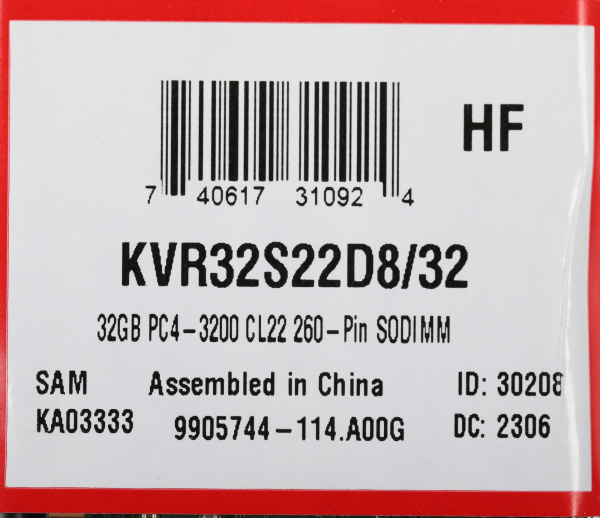 HF
7 40617 31092 4
KVR32S22D8/32
32GB PC4-3200 CL22 260-Pin SODIMM
SAM Assembled in China ID: 30208
KA03333 9905744-114.A00G DC: 2306